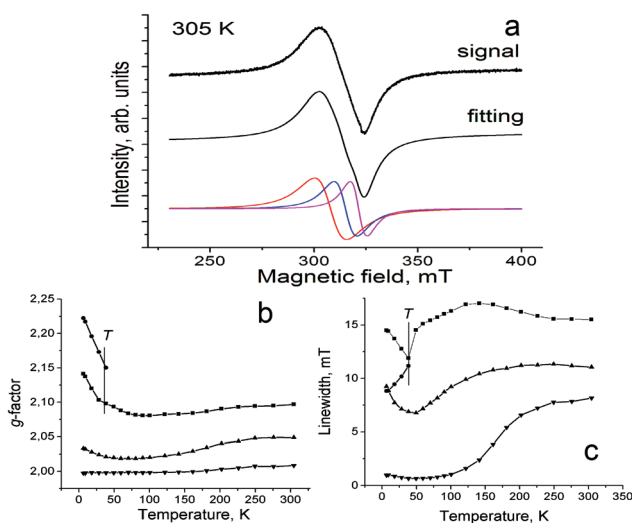 305 K
a
signal
fitting
Intensity, arb. units
250
300
350
400
Magnetic field, mT
2,25
2,20
2,15
2,10
2,05
2,00
g-factor
T
b
0
50
100
150
200
250
300
Temperature, K
15
10
5
0
Linewidth, mT
T
c
0
50
100
150
200
250
300
350
Temperature, K